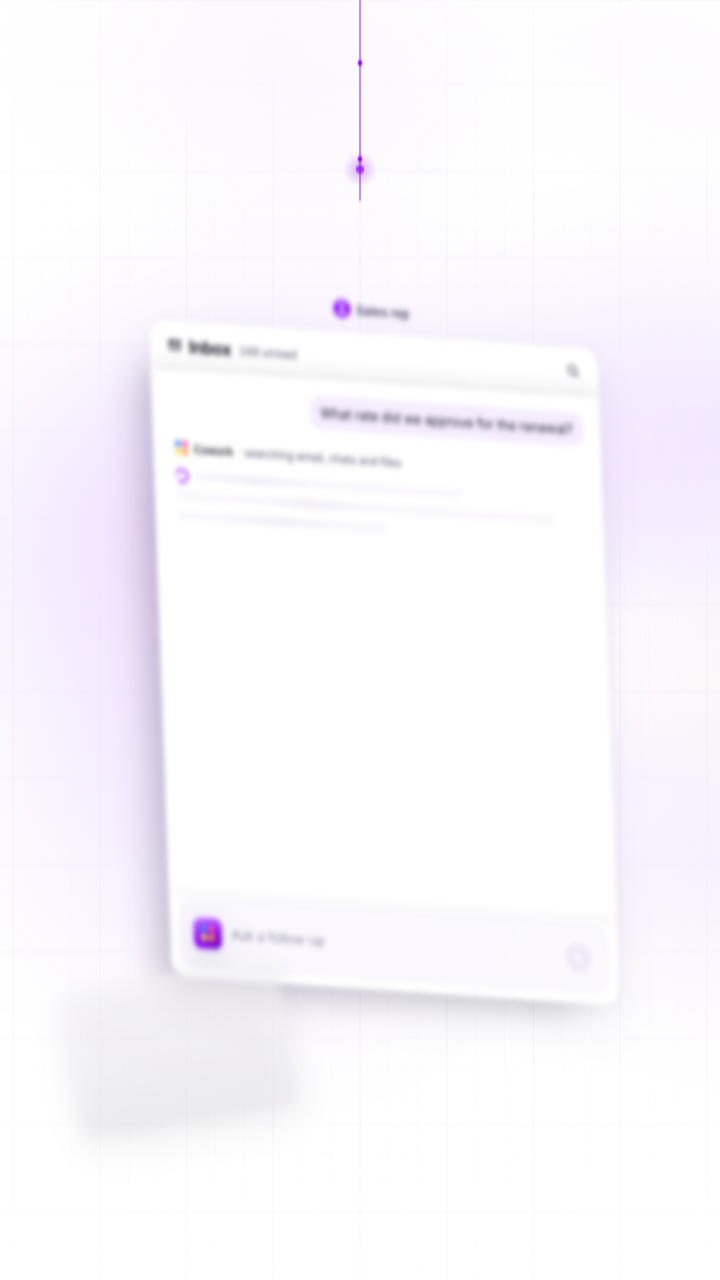 Sales rep
Inbox unread
What rate did we approve for the renewal?
Cowork · searching email, chats and files
Ask a follow up